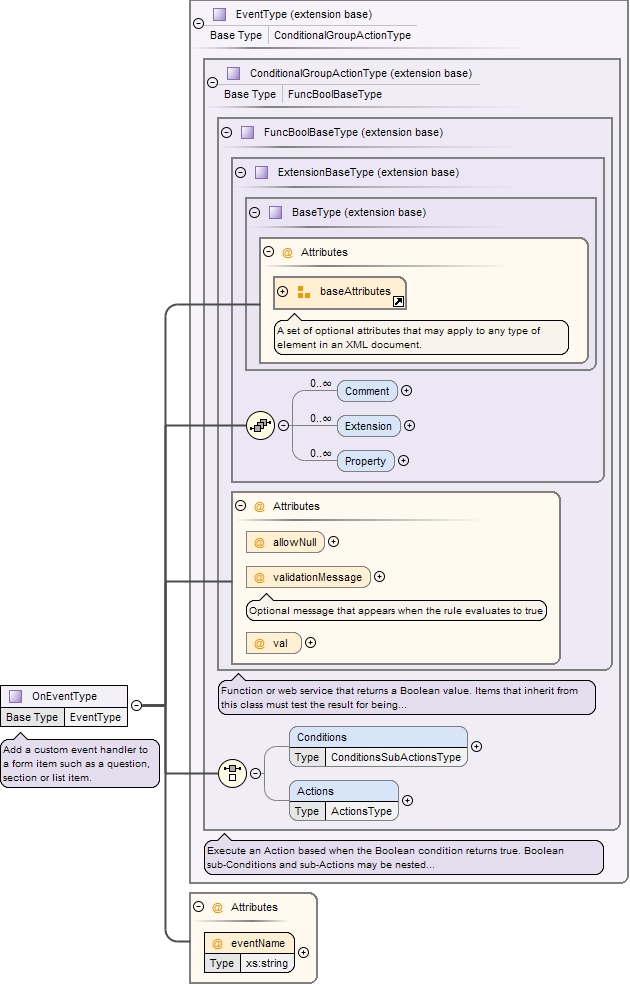 EventType (extension base)
Base Type ConditionalGroupActionType
ConditionalGroupActionType (extension base)
Base Type FuncBoolBaseType
FuncBoolBaseType (extension base)
ExtensionBaseType (extension base)
BaseType (extension base)
@ Attributes
baseAttributes
A set of optional attributes that may apply to any type of
element in an XML document.
0..∞ Comment
0..∞ Extension
0..∞ Property
@ Attributes
@ allowNull
@ validationMessage
Optional message that appears when the rule evaluates to true
@ val
Function or web service that returns a Boolean value. Items that inherit from
this class must test the result for being...
OnEventType
Base Type EventType
Add a custom event handler to
a form item such as a question,
section or list item.
Conditions
Type ConditionsSubActionsType
Actions
Type ActionsType
Execute an Action based when the Boolean condition returns true. Boolean
sub-Conditions and sub-Actions may be nested...
@ Attributes
@ eventName
Type xs:string